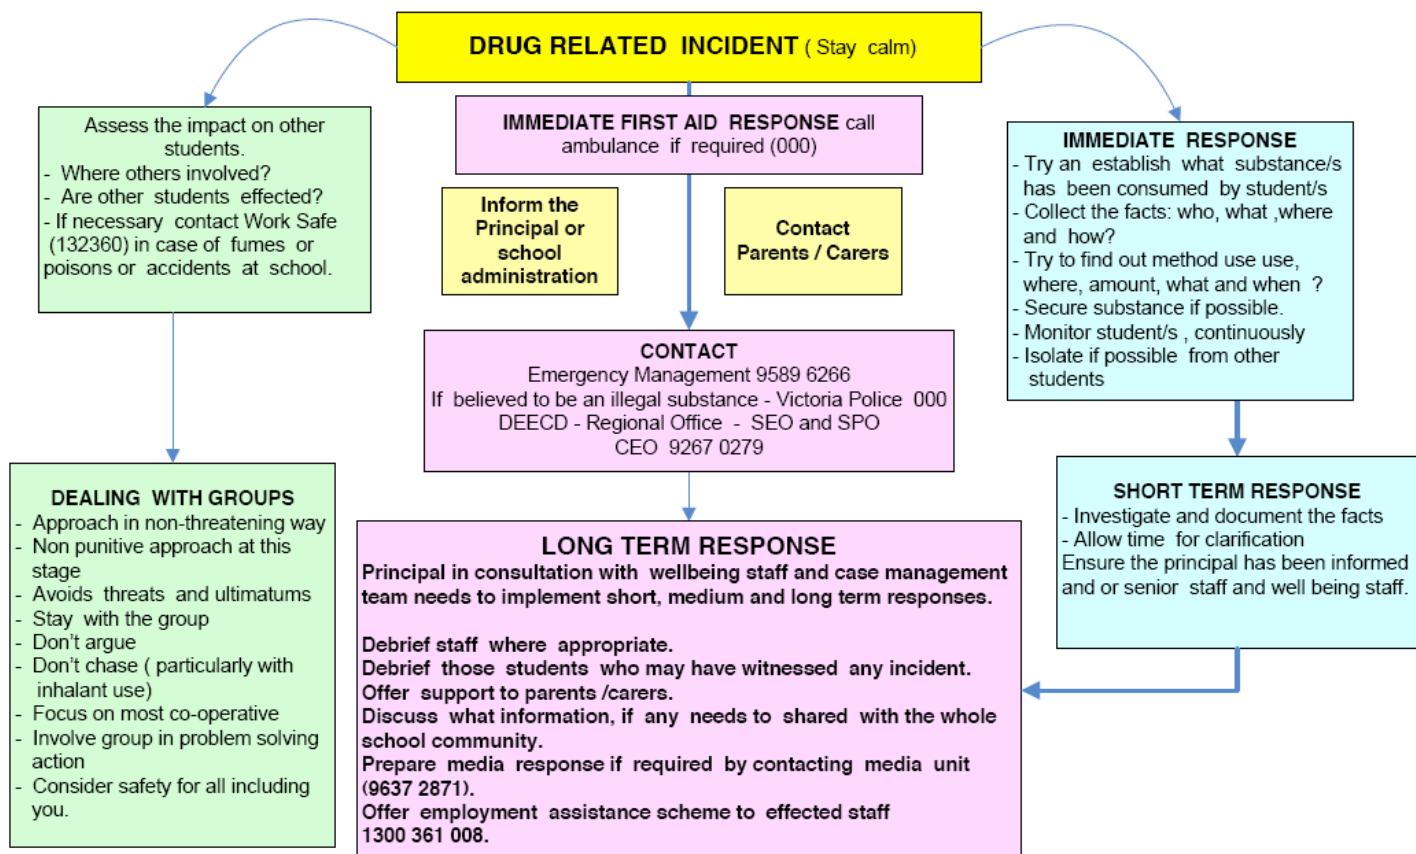 DRUG RELATED INCIDENT ( Stay calm)
Assess the impact on other
students.
- Where others involved?
- Are other students effected?
- If necessary contact Work Safe
(132360) in case of fumes or
poisons or accidents at school.
IMMEDIATE FIRST AID RESPONSE call
ambulance if required (000)
Inform the
Principal or
school
administration
Contact
Parents / Carers
IMMEDIATE RESPONSE
- Try an establish what substance/s
has been consumed by student/s
- Collect the facts: who, what ,where
and how?
- Try to find out method use use,
where, amount, what and when ?
- Secure substance if possible.
- Monitor student/s , continuously
- Isolate if possible from other
students
CONTACT
Emergency Management 9589 6266
If believed to be an illegal substance - Victoria Police 000
DEECD - Regional Office - SEO and SPO
CEO 9267 0279
DEALING WITH GROUPS
- Approach in non-threatening way
- Non punitive approach at this
stage
- Avoids threats and ultimatums
- Stay with the group
- Don't argue
- Don't chase ( particularly with
inhalant use)
- Focus on most co-operative
- Involve group in problem solving
action
- Consider safety for all including
you.
LONG TERM RESPONSE
Principal in consultation with wellbeing staff and case management
team needs to implement short, medium and long term responses.
Debrief staff where appropriate.
Debrief those students who may have witnessed any incident.
Offer support to parents /carers.
Discuss what information, if any needs to shared with the whole
school community.
Prepare media response if required by contacting media unit
(9637 2871).
Offer employment assistance scheme to effected staff
1300 361 008.
SHORT TERM RESPONSE
- Investigate and document the facts
- Allow time for clarification
Ensure the principal has been informed
and or senior staff and well being staff.